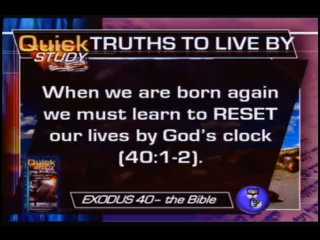 Quick STUDY TRUTHS TO LIVE BY
When we are born again
we must learn to RESET
our lives by God's clock
(40:1-2).
Quick
EXODUS 40 – the Bible